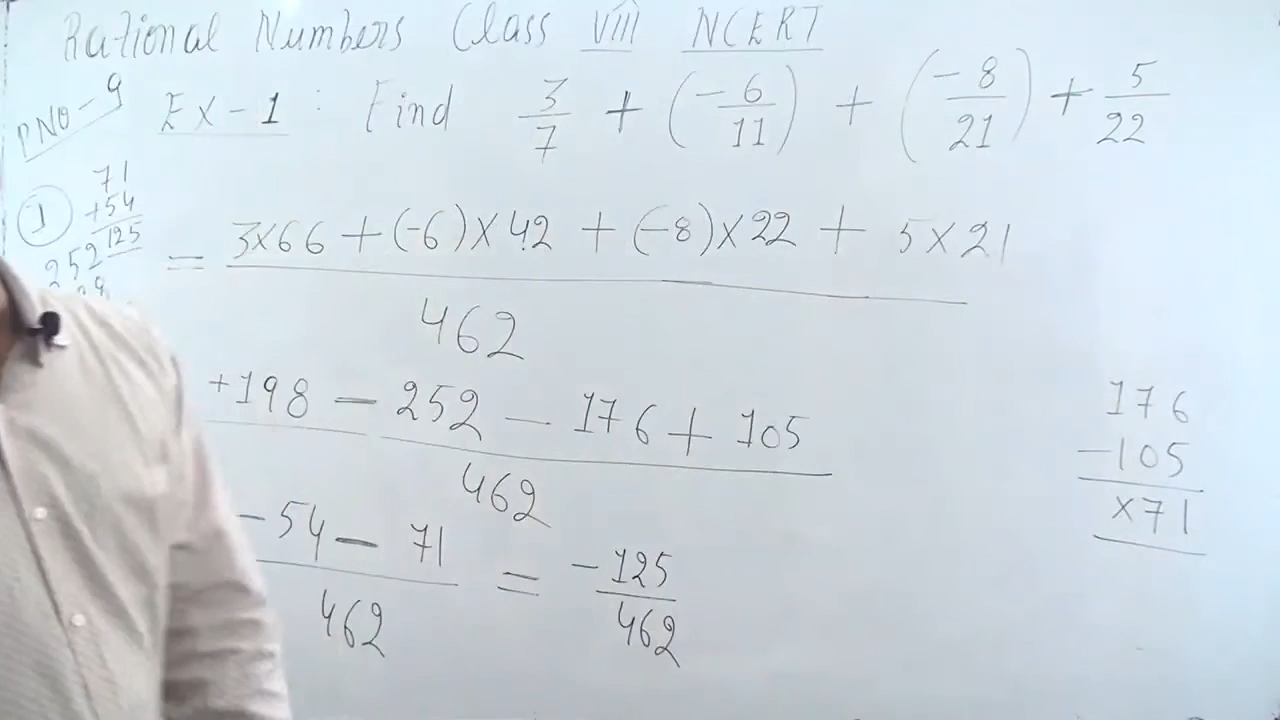 Rational Numbers Class VIII NCERT
PNO-9
EX-1 : Find 3/7 + (-6/11) + (-8/21) + 5/22
1
71
+54
125
= 3×66 + (-6)×42 + (-8)×22 + 5×21 / 462
252
+198 - 252 - 176 + 105 / 462
-54 - 71 / 462 = -125/462
176
-105
×71